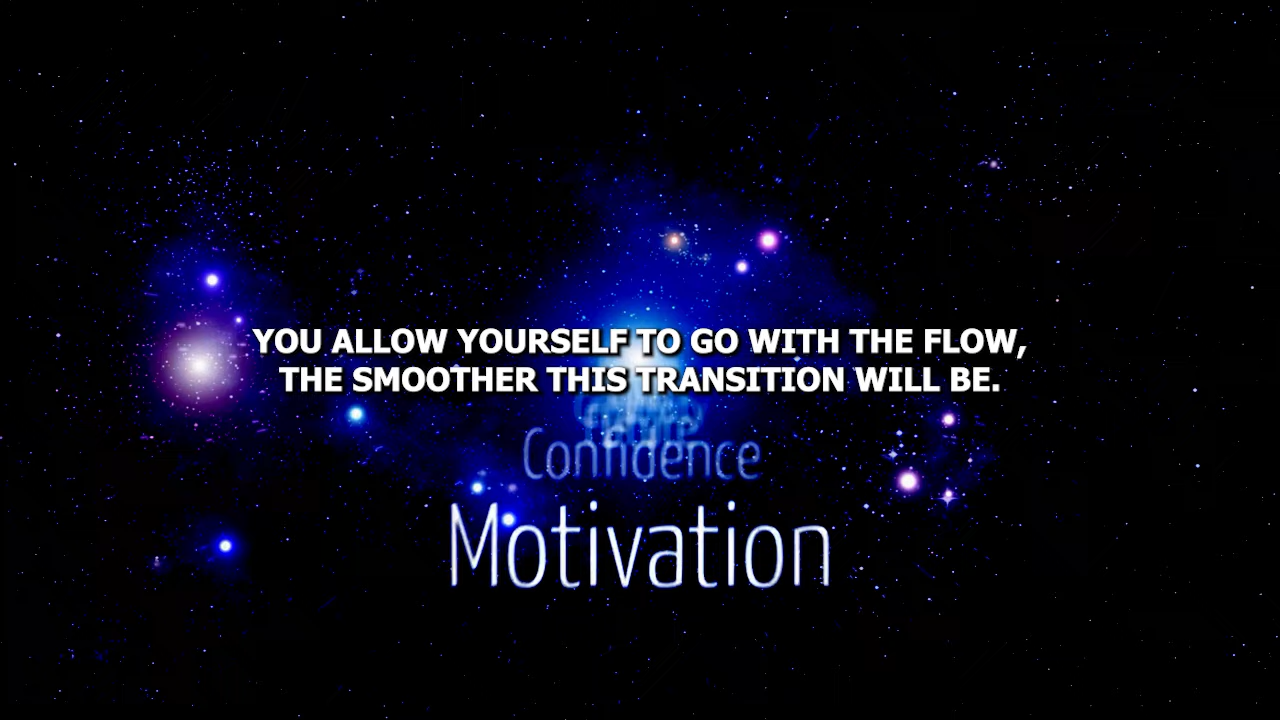 YOU ALLOW YOURSELF TO GO WITH THE FLOW,
THE SMOOTHER THIS TRANSITION WILL BE.
Confidence
Motivation